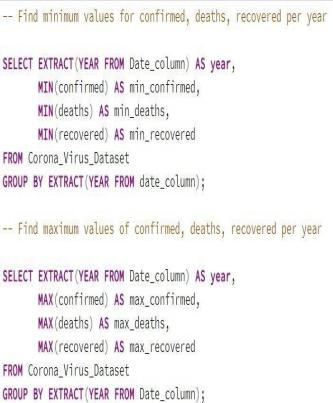 -- Find minimum values for confirmed, deaths, recovered per year
SELECT EXTRACT(YEAR FROM Date_column) AS year,
MIN(confirmed) AS min_confirmed,
MIN(deaths) AS min_deaths,
MIN(recovered) AS min_recovered
FROM Corona_Virus_Dataset
GROUP BY EXTRACT(YEAR FROM date_column);
-- Find maximum values of confirmed, deaths, recovered per year
SELECT EXTRACT(YEAR FROM Date_column) AS year,
MAX(confirmed) AS max_confirmed,
MAX(deaths) AS max_deaths,
MAX(recovered) AS max_recovered
FROM Corona_Virus_Dataset
GROUP BY EXTRACT(YEAR FROM Date_column);